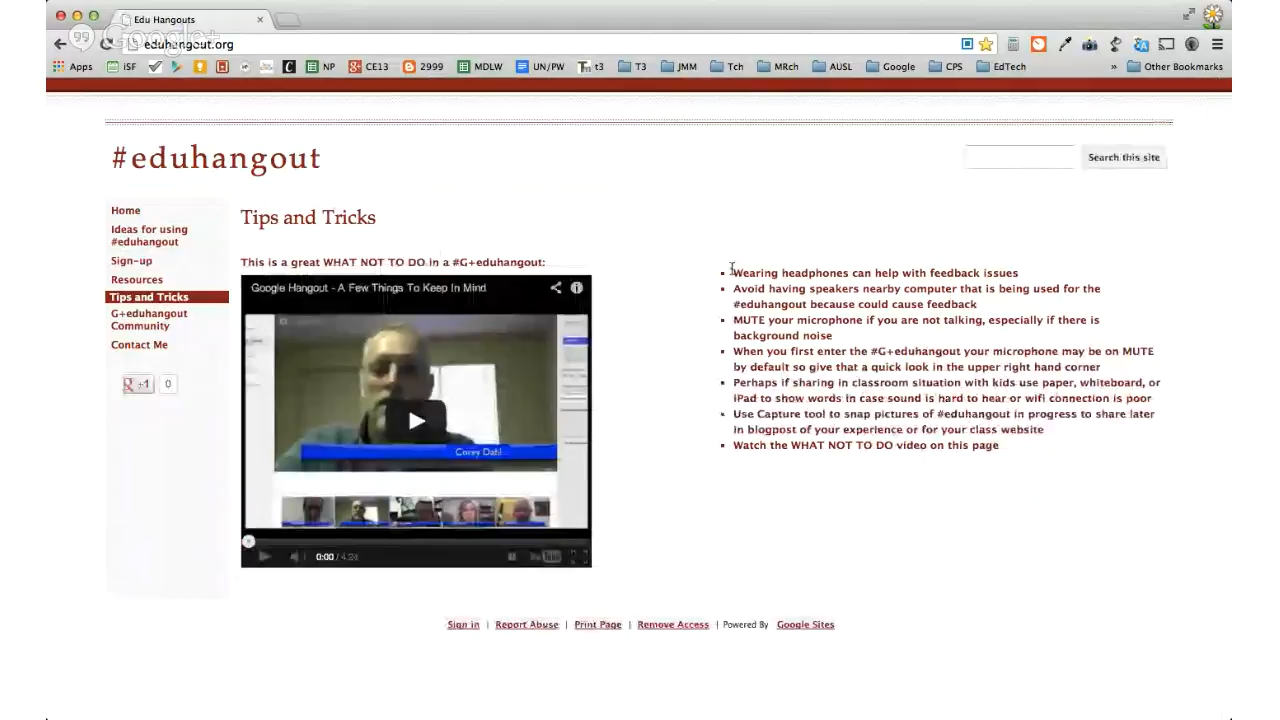 Edu Hangouts
Google+
eduhangout.org
Apps iSF NP CE13 2999 MDLW UN/PW t3 T3 JMM Tch MRch AUSL Google CPS EdTech » Other Bookmarks
#eduhangout
Search this site
Home
Ideas for using
#eduhangout
Sign-up
Resources
Tips and Tricks
G+eduhangout
Community
Contact Me
+1 0
Tips and Tricks
This is a great WHAT NOT TO DO in a #G+eduhangout:
Google Hangout - A Few Things To Keep In Mind
Corey Dahl
0:00 / 4:24
Wearing headphones can help with feedback issues
Avoid having speakers nearby computer that is being used for the
#eduhangout because could cause feedback
MUTE your microphone if you are not talking, especially if there is
background noise
When you first enter the #G+eduhangout your microphone may be on MUTE
by default so give that a quick look in the upper right hand corner
Perhaps if sharing in classroom situation with kids use paper, whiteboard, or
iPad to show words in case sound is hard to hear or wifi connection is poor
Use Capture tool to snap pictures of #eduhangout in progress to share later
in blogpost of your experience or for your class website
Watch the WHAT NOT TO DO video on this page
Sign in | Report Abuse | Print Page | Remove Access | Powered By Google Sites